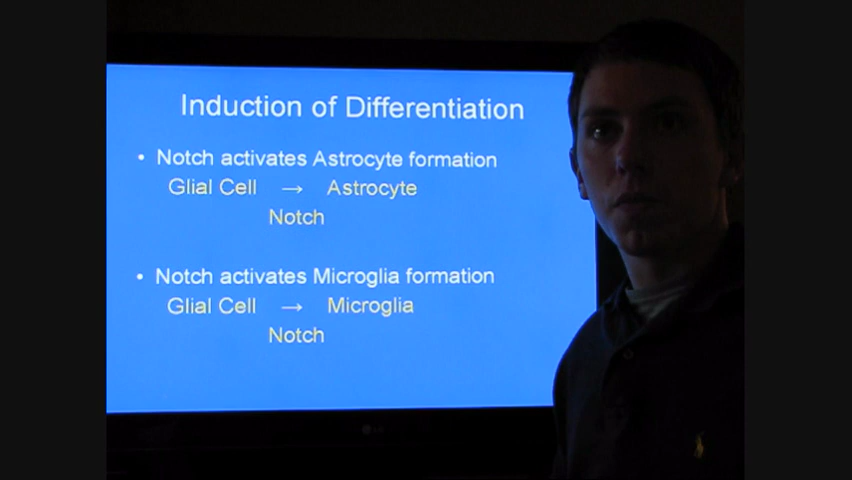 Induction of Differentiation
• Notch activates Astrocyte formation
Glial Cell → Astrocyte
Notch
• Notch activates Microglia formation
Glial Cell → Microglia
Notch
LG